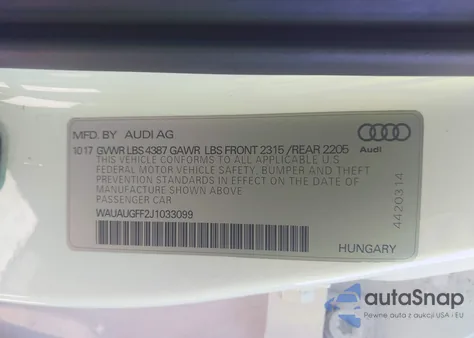 MFD. BY AUDI AG
10 17 GVWR LBS 4387 GAWR LBS FRONT 2315 /REAR 2205
THIS VEHICLE CONFORMS TO ALL APPLICABLE U.S
FEDERAL MOTOR VEHICLE SAFETY, BUMPER AND THEFT
PREVENTION STANDARDS IN EFFECT ON THE DATE OF
MANUFACTURE SHOWN ABOVE
PASSENGER CAR
WAUAUGFF2J1033099
HUNGARY
Audi
4420314
autoSnap
Pewne auto z aukcji USA i EU